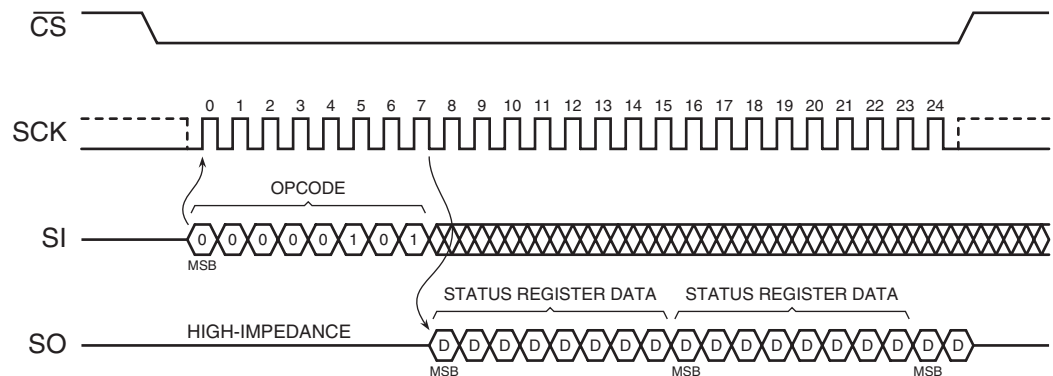 CS
0 1 2 3 4 5 6 7 8 9 10 11 12 13 14 15 16 17 18 19 20 21 22 23 24
SCK
OPCODE
SI 0 0 0 0 0 1 0 1
MSB
STATUS REGISTER DATA STATUS REGISTER DATA
HIGH-IMPEDANCE
SO D D D D D D D D D D D D D D D D D D
MSB MSB MSB